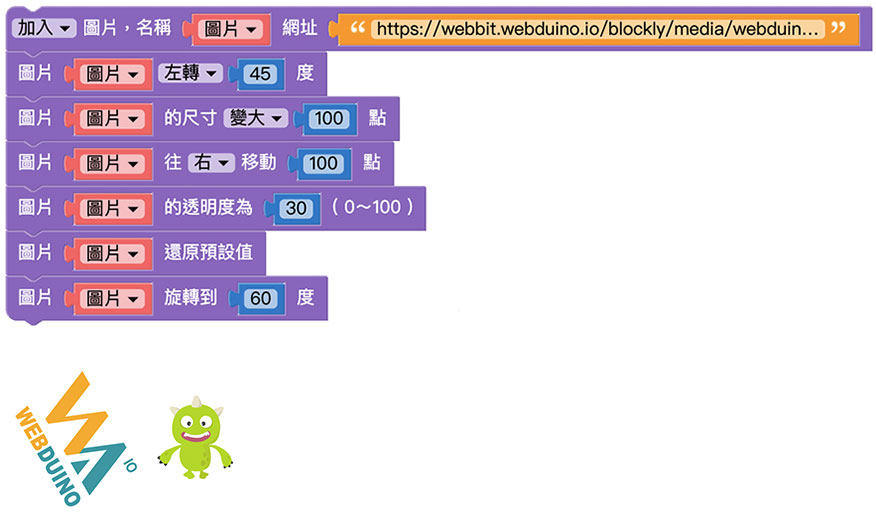 加入 圖片，名稱 圖片 網址 “ https://webbit.webduino.io/blockly/media/webduin... ”
圖片 圖片 左轉 45 度
圖片 圖片 的尺寸 變大 100 點
圖片 圖片 往 右 移動 100 點
圖片 圖片 的透明度為 30 （ 0～100 ）
圖片 圖片 還原預設值
圖片 圖片 旋轉到 60 度
WEBDUINO
IO